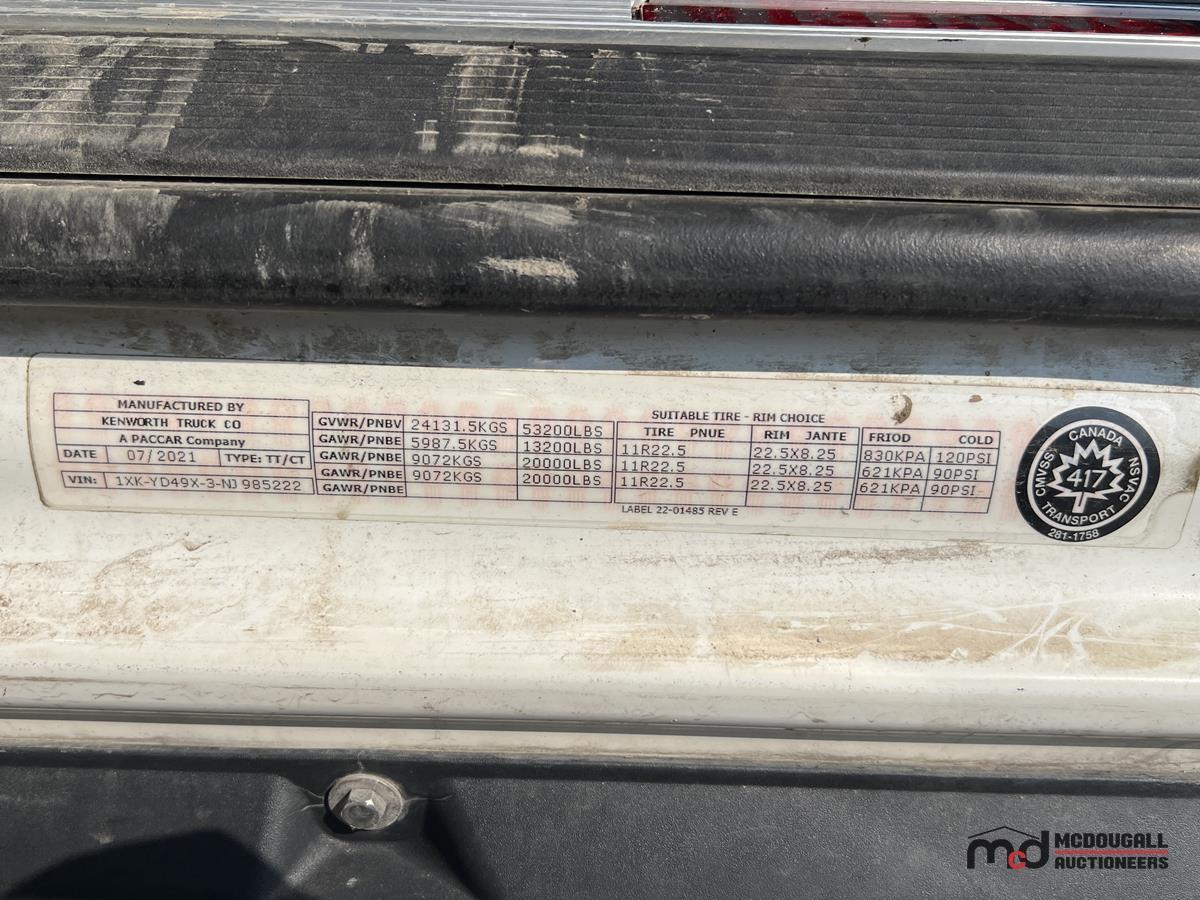 MANUFACTURED BY
KENWORTH TRUCK CO
A PACCAR Company
DATE 07/2021 TYPE: TT/CT
VIN: 1XK-YD49X-3-NJ 985222
GVWR/PNBV 24131.5KGS 53200LBS
GAWR/PNBE 5987.5KGS 13200LBS
GAWR/PNBE 9072KGS 20000LBS
GAWR/PNBE 9072KGS 20000LBS
GAWR/PNBE
SUITABLE TIRE - RIM CHOICE
TIRE PNUE RIM JANTE FRIOD COLD
11R22.5 22.5X8.25 830KPA 120PSI
11R22.5 22.5X8.25 621KPA 90PSI
11R22.5 22.5X8.25 621KPA 90PSI
LABEL 22-01485 REV E
CANADA
CMVSS NSVAC
417
TRANSPORT
281-1758
mcd MCDOUGALL
AUCTIONEERS